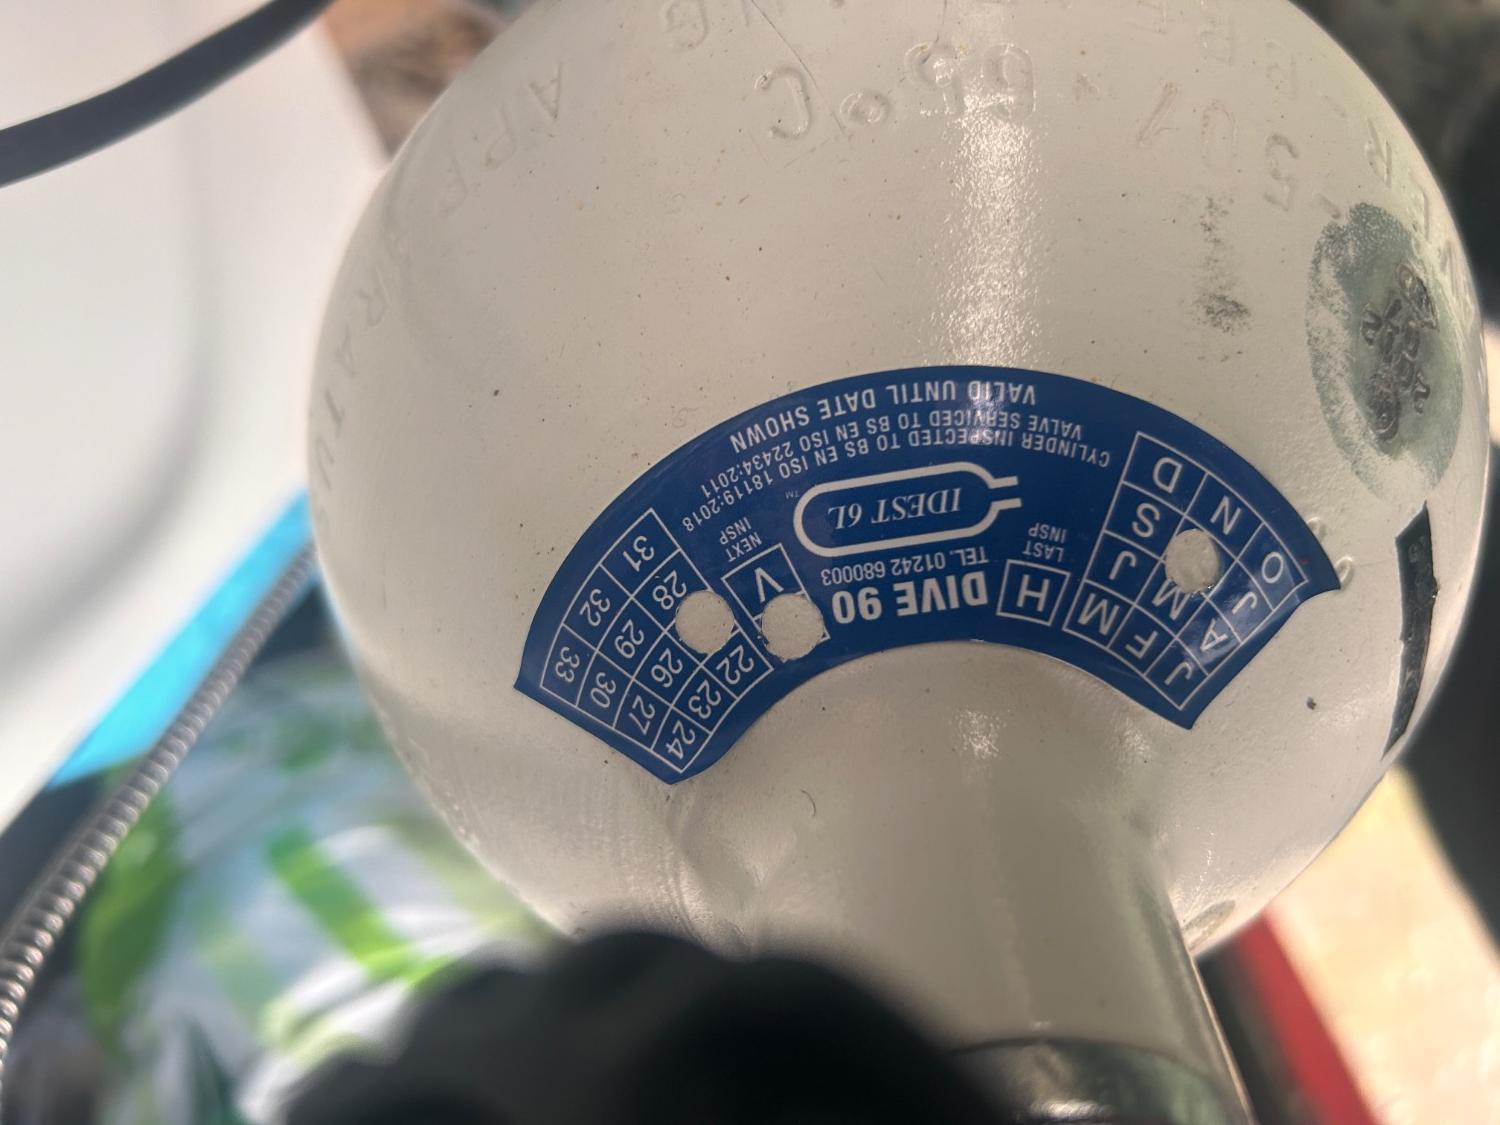 DIVE 90
TEL. 01242 680003
IDEST 6L ™
CYLINDER INSPECTED TO BS EN ISO 18119:2018
VALVE SERVICED TO BS EN ISO 22434:2011
VALID UNTIL DATE SHOWN
H
LAST
INSP
J F M
A M J
J S
O N D
V
NEXT
INSP
22 23 24
26 27
28 29 30
31 32 33
APPARATUS